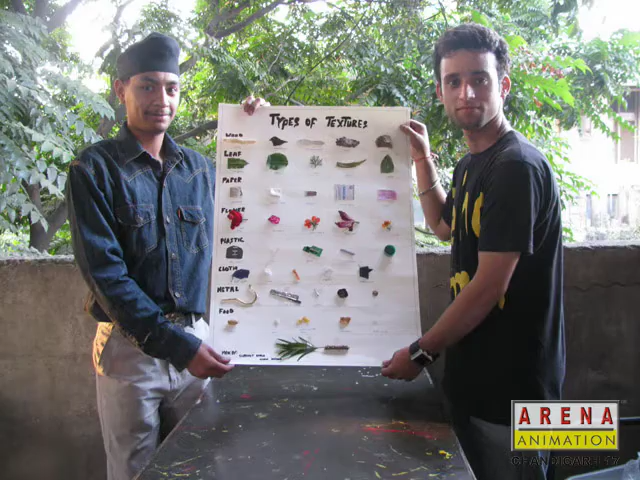 TYPES OF TEXTURES
WOOD
LEAF
PAPER
FLOWER
PLASTIC
CLOTH
METAL
FOOD
ARENA
ANIMATION
CHANDIGARH 17